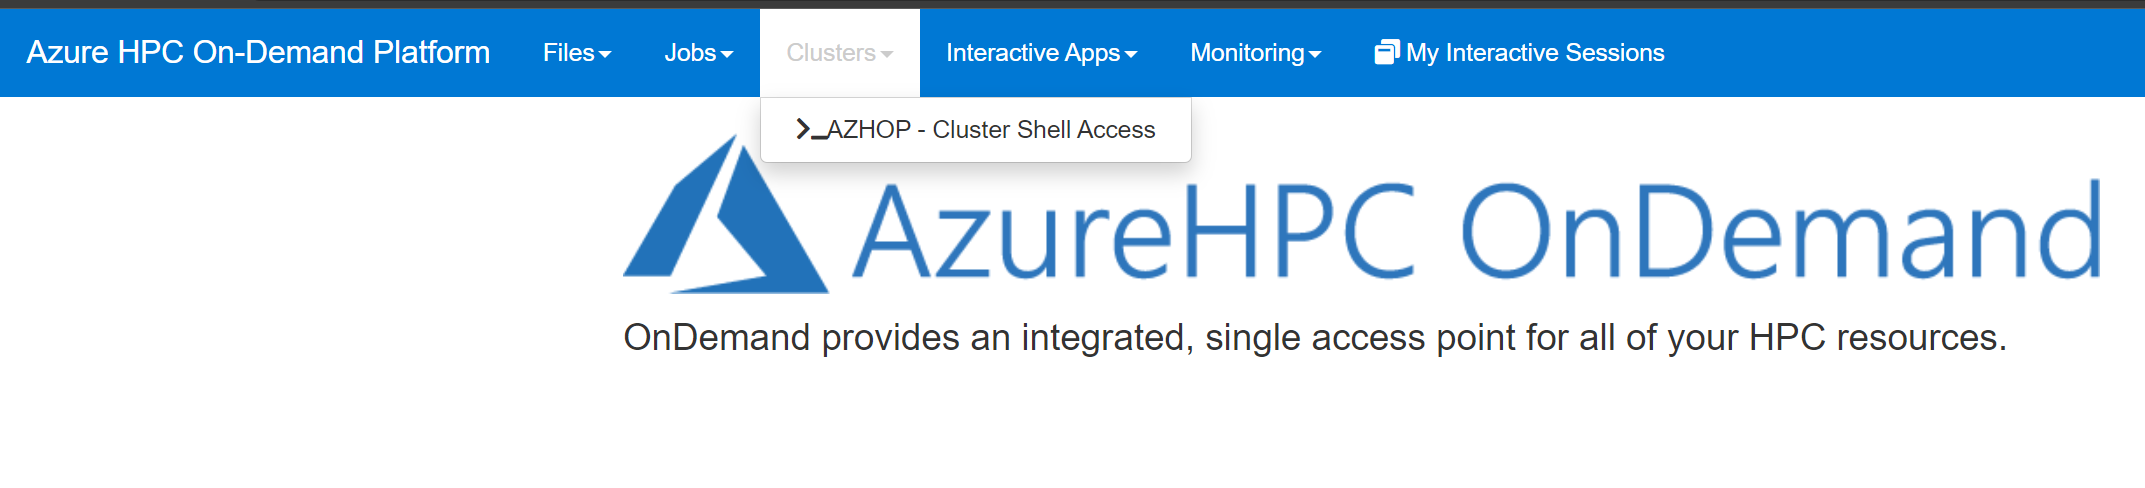 Azure HPC On-Demand Platform Files Jobs Clusters Interactive Apps Monitoring My Interactive Sessions
AZHOP - Cluster Shell Access
AzureHPC OnDemand
OnDemand provides an integrated, single access point for all of your HPC resources.